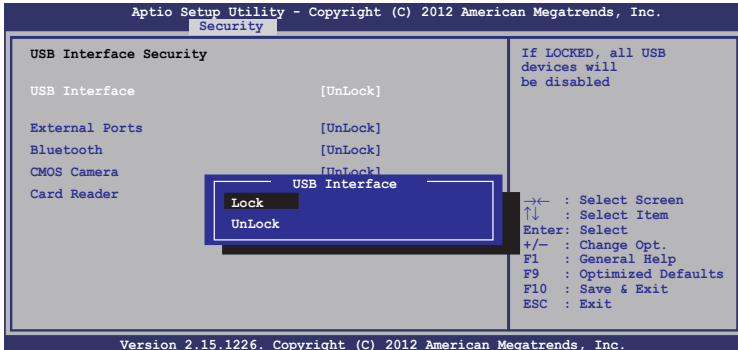 Aptio Setup Utility - Copyright (C) 2012 American Megatrends, Inc.
Security
USB Interface Security
USB Interface [UnLock]
External Ports [UnLock]
Bluetooth [UnLock]
CMOS Camera [UnLock]
Card Reader
USB Interface
Lock
UnLock
If LOCKED, all USB
devices will
be disabled
→← : Select Screen
↑↓ : Select Item
Enter: Select
+/— : Change Opt.
F1 : General Help
F9 : Optimized Defaults
F10 : Save & Exit
ESC : Exit
Version 2.15.1226. Copyright (C) 2012 American Megatrends, Inc.